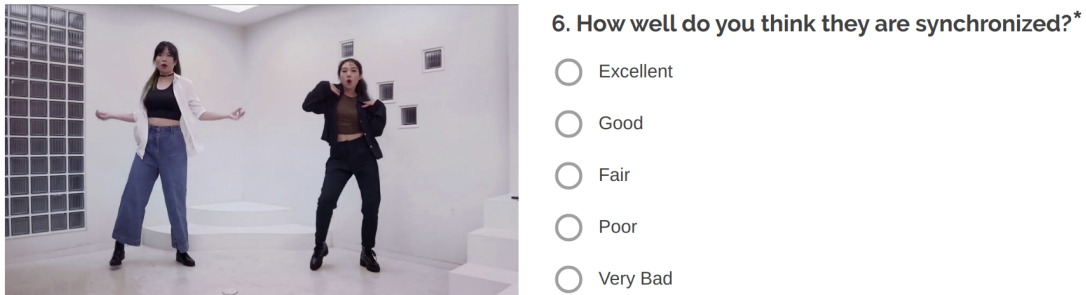 6. How well do you think they are synchronized?*
Excellent
Good
Fair
Poor
Very Bad